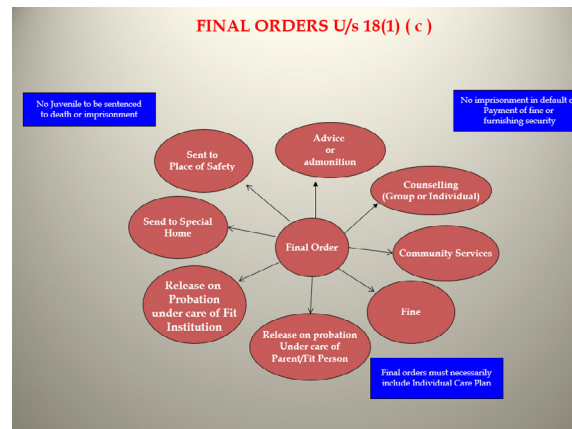 FINAL ORDERS U/s 18(1) ( c )
No Juvenile to be sentenced
to death or imprisonment
No imprisonment in default o
Payment of fine or
furnishing security
Advice
or
admonition
Sent to
Place of Safety
Counselling
(Group or Individual)
Send to Special
Home
Final Order
Community Services
Release on
Probation
under care of Fit
Institution
Fine
Release on probation
Under care of
Parent/Fit Person
Final orders must necessarily
include Individual Care Plan